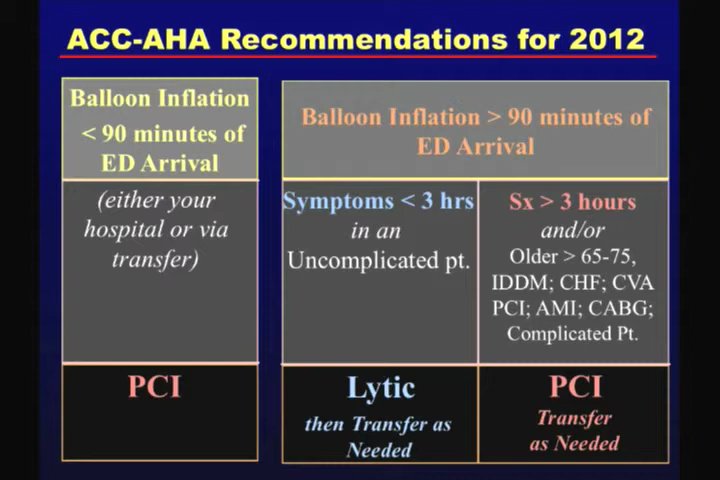 ACC-AHA Recommendations for 2012
Balloon Inflation
< 90 minutes of
ED Arrival
(either your
hospital or via
transfer)
PCI
Balloon Inflation > 90 minutes of
ED Arrival
Symptoms < 3 hrs
in an
Uncomplicated pt.
Lytic
then Transfer as
Needed
Sx > 3 hours
and/or
Older > 65-75,
IDDM; CHF; CVA
PCI; AMI; CABG;
Complicated Pt.
PCI
Transfer
as Needed